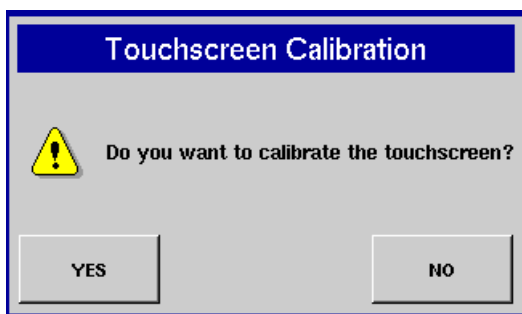 Touchscreen Calibration
Do you want to calibrate the touchscreen?
YES
NO